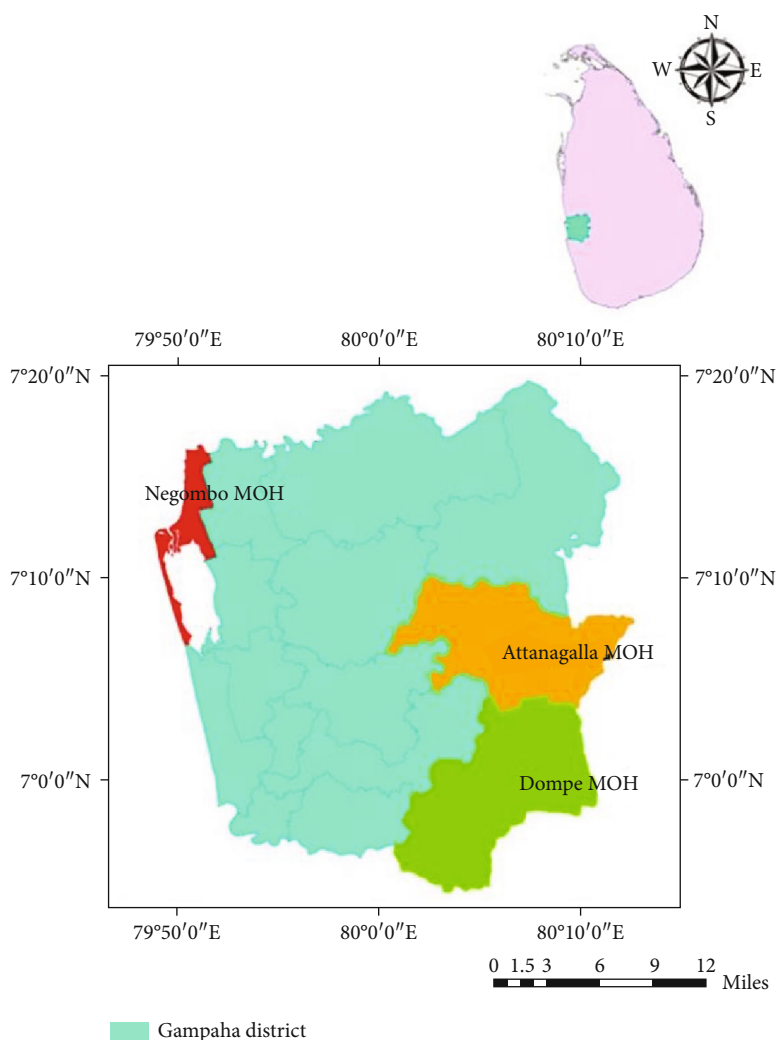 N
W E
S
79°50′0″E 80°0′0″E 80°10′0″E
7°20′0″N 7°20′0″N
Negombo MOH
7°10′0″N 7°10′0″N
Attanagalla MOH
7°0′0″N Dompe MOH 7°0′0″N
79°50′0″E 80°0′0″E 80°10′0″E
0 1.5 3 6 9 12
Miles
Gampaha district